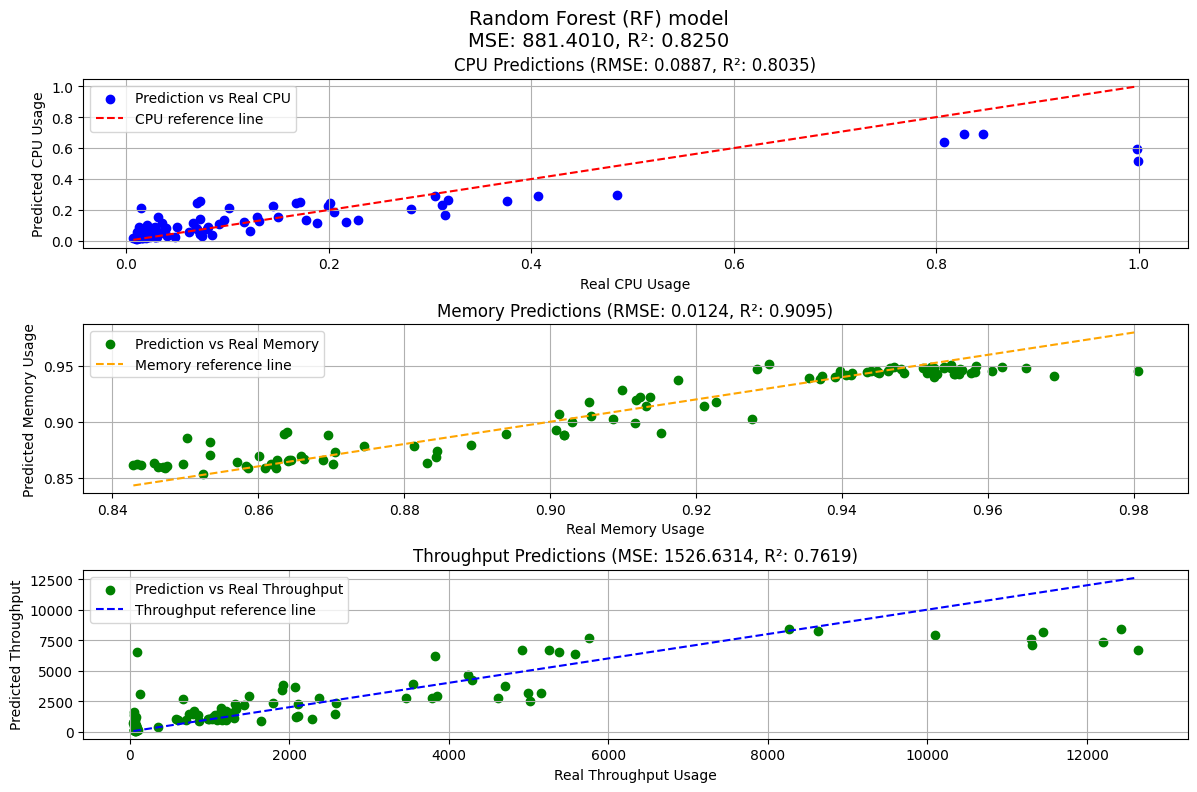 Random Forest (RF) model
MSE: 881.4010, R²: 0.8250
CPU Predictions (RMSE: 0.0887, R²: 0.8035)
Predicted CPU Usage
1.0
0.8
0.6
0.4
0.2
0.0
Prediction vs Real CPU
CPU reference line
0.0 0.2 0.4 0.6 0.8 1.0
Real CPU Usage
Memory Predictions (RMSE: 0.0124, R²: 0.9095)
Predicted Memory Usage
0.95
0.90
0.85
Prediction vs Real Memory
Memory reference line
0.84 0.86 0.88 0.90 0.92 0.94 0.96 0.98
Real Memory Usage
Throughput Predictions (MSE: 1526.6314, R²: 0.7619)
Predicted Throughput
12500
10000
7500
5000
2500
0
Prediction vs Real Throughput
Throughput reference line
0 2000 4000 6000 8000 10000 12000
Real Throughput Usage